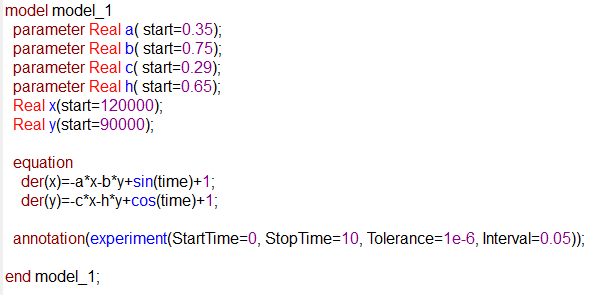 model model_1
parameter Real a( start=0.35);
parameter Real b( start=0.75);
parameter Real c( start=0.29);
parameter Real h( start=0.65);
Real x(start=120000);
Real y(start=90000);
equation
der(x)=-a*x-b*y+sin(time)+1;
der(y)=-c*x-h*y+cos(time)+1;
annotation(experiment(StartTime=0, StopTime=10, Tolerance=1e-6, Interval=0.05));
end model_1;